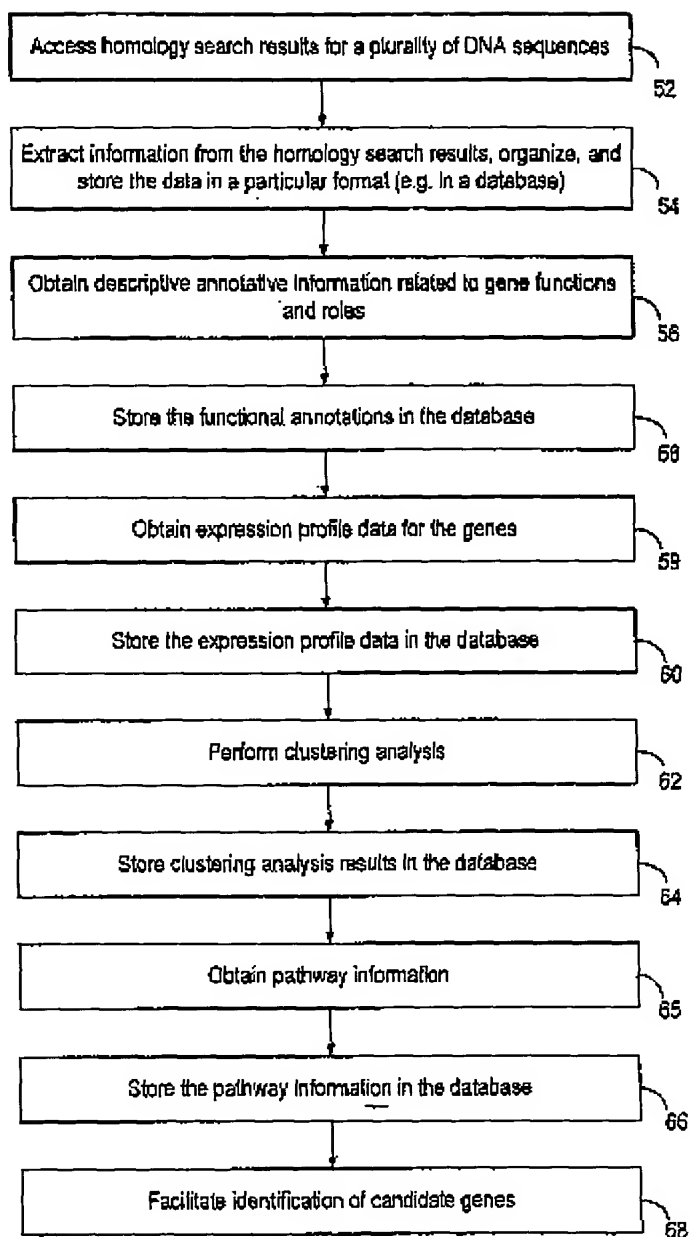 Access homology search results for a plurality of DNA sequences
52
Extract information from the homology search results, organize, and
store the data in a particular formal (e.g. In a database)
54
Obtain descriptive annotative information related to gene functions
and roles
56
Store the functional annotations in the database
58
Obtain expression profile data for the genes
59
Store the expression profile data in the database
60
Perform clustering analysis
62
Store clustering analysis results in the database
64
Obtain pathway information
65
Store the pathway information in the database
66
Facilitate identification of candidate genes
68